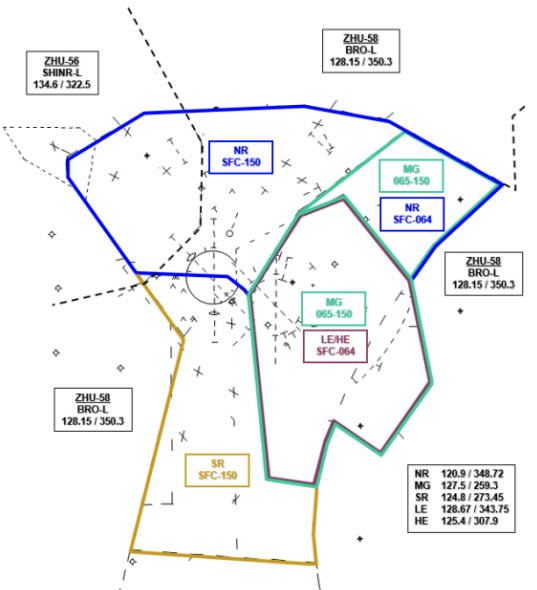 ZHU-58
BRO-L
128.15 / 350.3
ZHU-56
SHINR-L
134.6 / 322.5
NR
SFC-150
MG
065-150
NR
SFC-064
ZHU-58
BRO-L
128.15 / 350.3
MG
065-150
LE/HE
SFC-064
ZHU-58
BRO-L
128.15 / 350.3
SR
SFC-150
NR 120.9 / 348.72
MG 127.5 / 259.3
SR 124.8 / 273.45
LE 128.67 / 343.75
HE 125.4 / 307.9